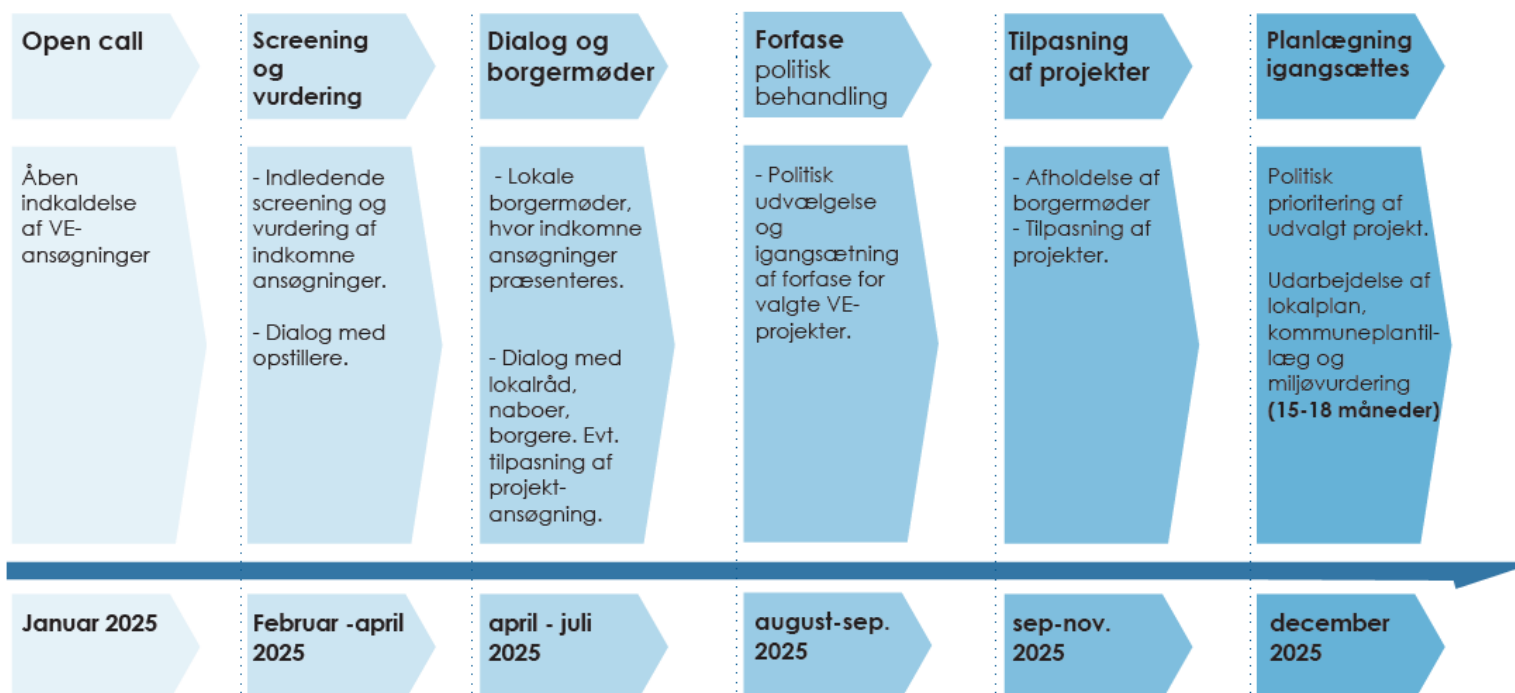 Open call
Screening
og
vurdering
Dialog og
borgermøder
Forfase
politisk
behandling
Tilpasning
af projekter
Planlægning
igangsættes
Åben
indkaldelse
af VE-
ansøgninger
- Indledende
screening og
vurdering af
indkomne
ansøgninger.
- Dialog med
opstillere.
- Lokale
borgermøder,
hvor indkomne
ansøgninger
præsenteres.
- Dialog med
lokalråd,
naboer,
borgere. Evt.
tilpasning af
projekt-
ansøgning.
- Politisk
udvælgelse
og
igangsætning
af forfase for
valgte VE-
projekter.
- Afholdelse af
borgermøder
- Tilpasning af
projekter.
Politisk
prioritering af
udvalgt projekt.
Udarbejdelse af
lokalplan,
kommuneplantil-
læg og
miljøvurdering
(15-18 måneder)
Januar 2025
Februar -april
2025
april - juli
2025
august-sep.
2025
sep-nov.
2025
december
2025